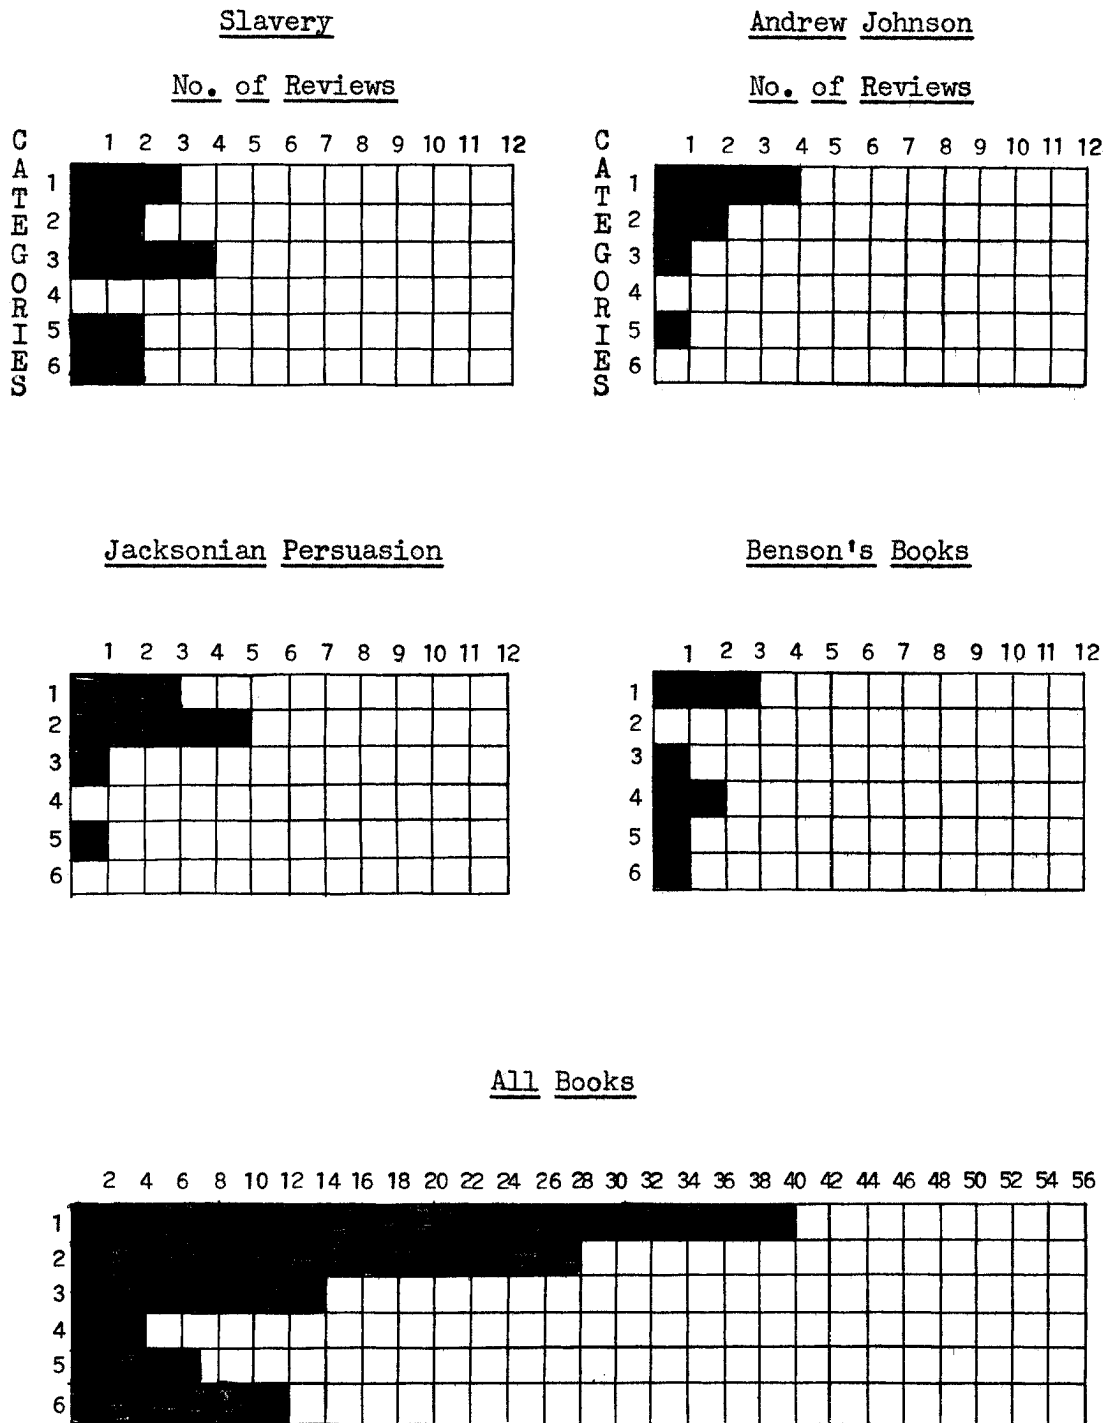 Slavery
No. of Reviews
CATEGORIES
1 2 3 4 5 6 7 8 9 10 11 12
1
2
3
4
5
6
Andrew Johnson
No. of Reviews
CATEGORIES
1 2 3 4 5 6 7 8 9 10 11 12
1
2
3
4
5
6
Jacksonian Persuasion
1 2 3 4 5 6 7 8 9 10 11 12
1
2
3
4
5
6
Benson's Books
1 2 3 4 5 6 7 8 9 10 11 12
1
2
3
4
5
6
All Books
2 4 6 8 10 12 14 16 18 20 22 24 26 28 30 32 34 36 38 40 42 44 46 48 50 52 54 56
1
2
3
4
5
6